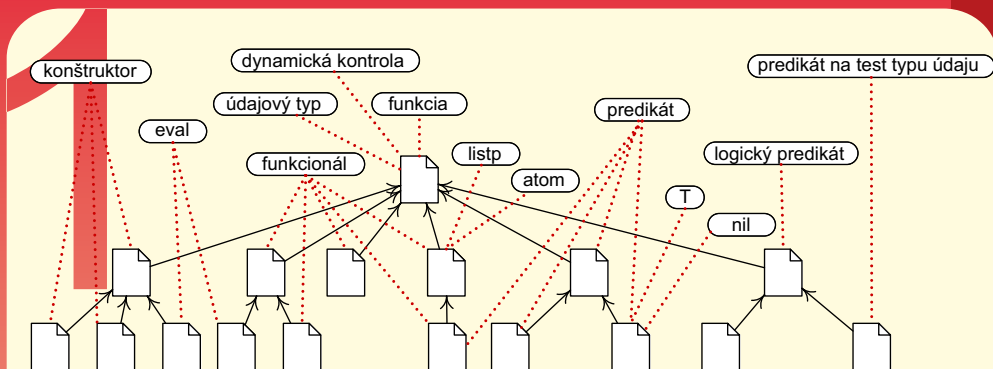 1
dynamická kontrola
konštruktor
predikát na test typu údaju
údajový typ
funkcia
predikát
eval
funkcionál
listp
logický predikát
atom
T
nil